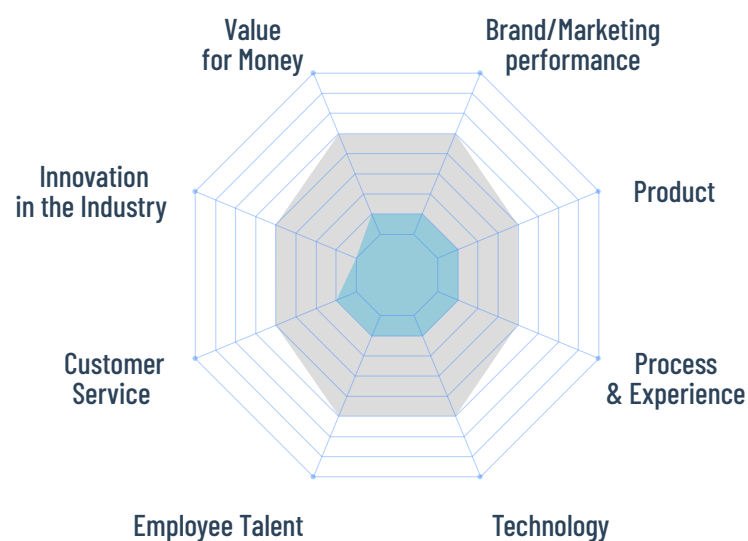 Value
for Money
Brand/Marketing
performance
Innovation
in the Industry
Product
Customer
Service
Process
& Experience
Employee Talent
Technology